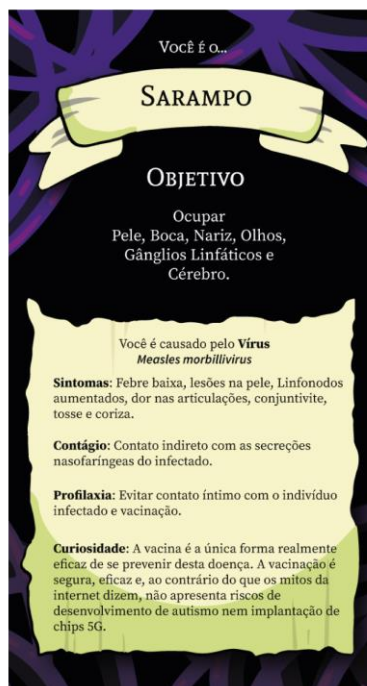 Você é o...
Sarampo
Objetivo
Ocupar
Pele, Boca, Nariz, Olhos,
Gânglios Linfáticos e
Cérebro.
Você é causado pelo Vírus
Measles morbillivirus
Sintomas: Febre baixa, lesões na pele, Linfonodos
aumentados, dor nas articulações, conjuntivite,
tosse e coriza.
Contágio: Contato indireto com as secreções
nasofaríngeas do infectado.
Profilaxia: Evitar contato íntimo com o indivíduo
infectado e vacinação.
Curiosidade: A vacina é a única forma realmente
eficaz de se prevenir desta doença. A vacinação é
segura, eficaz e, ao contrário do que os mitos da
internet dizem, não apresenta riscos de
desenvolvimento de autismo nem implantação de
chips 5G.